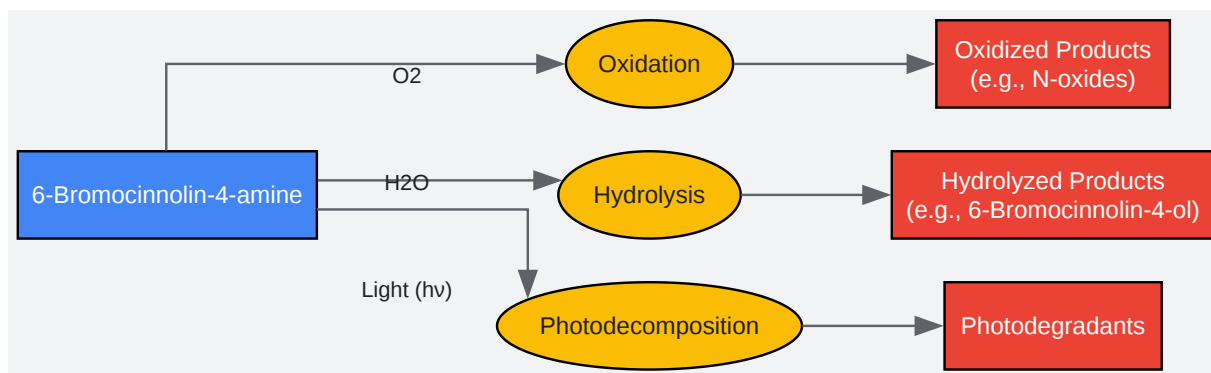 O2
Oxidation
Oxidized Products
(e.g., N-oxides)
6-Bromocinnolin-4-amine
H2O
Hydrolysis
Hydrolyzed Products
(e.g., 6-Bromocinnolin-4-ol)
Light (hν)
Photodecomposition
Photodegradants